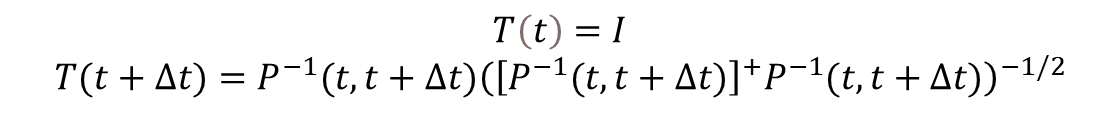 T(t) = I
T(t + Δt) = P⁻¹(t, t + Δt)([P⁻¹(t, t + Δt)]⁺P⁻¹(t, t + Δt))⁻¹/²